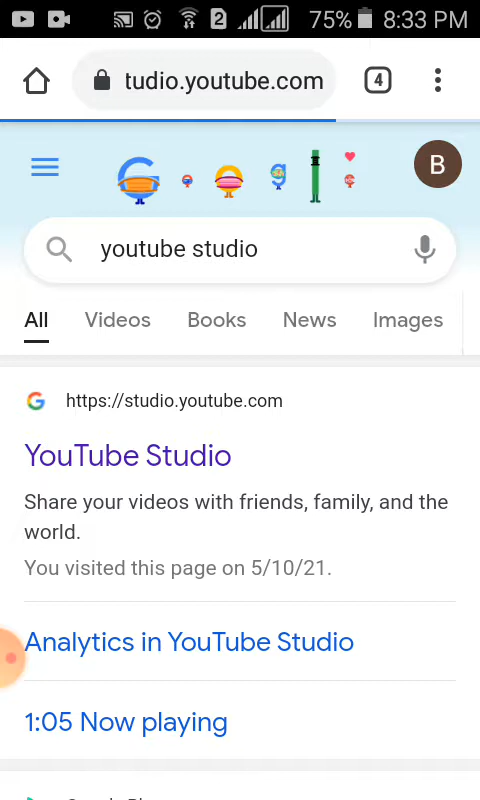 2 75% 8:33 PM
tudio.youtube.com 4
B
youtube studio
All Videos Books News Images
https://studio.youtube.com
YouTube Studio
Share your videos with friends, family, and the
world.
You visited this page on 5/10/21.
Analytics in YouTube Studio
1:05 Now playing